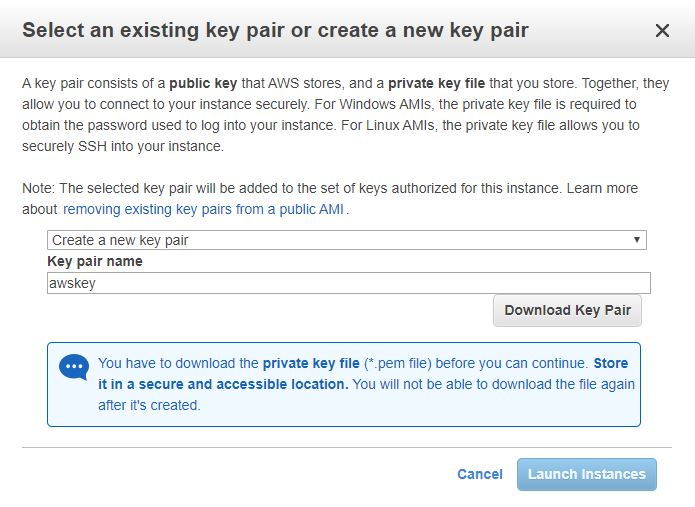 Select an existing key pair or create a new key pair
A key pair consists of a public key that AWS stores, and a private key file that you store. Together, they
allow you to connect to your instance securely. For Windows AMIs, the private key file is required to
obtain the password used to log into your instance. For Linux AMIs, the private key file allows you to
securely SSH into your instance.
Note: The selected key pair will be added to the set of keys authorized for this instance. Learn more
about removing existing key pairs from a public AMI .
Create a new key pair
Key pair name
awskey
Download Key Pair
You have to download the private key file (*.pem file) before you can continue. Store
it in a secure and accessible location. You will not be able to download the file again
after it's created.
Cancel Launch Instances